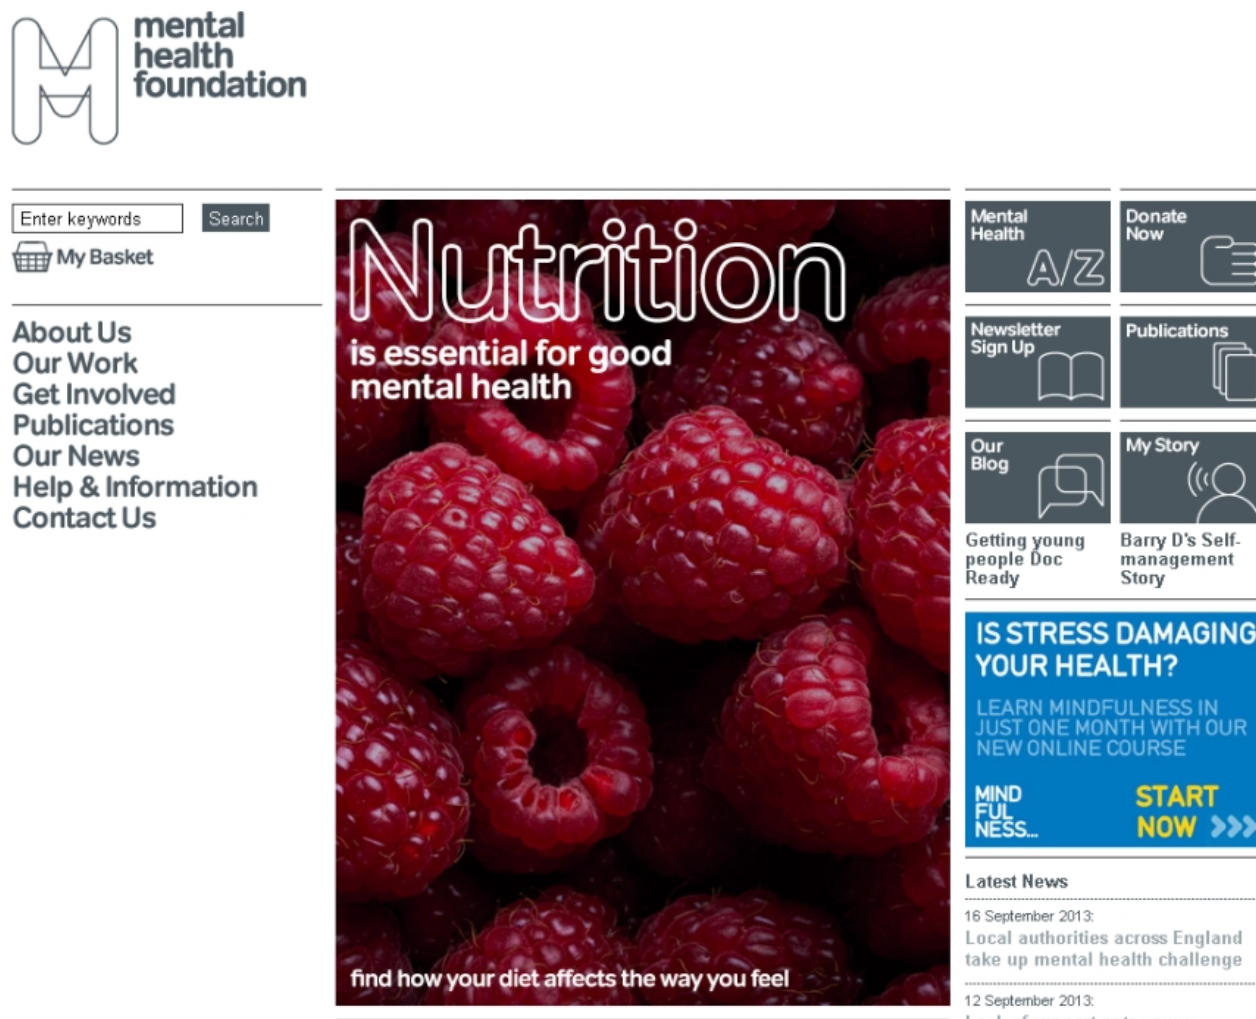 mental
health
foundation
Enter keywords
Search
My Basket
About Us
Our Work
Get Involved
Publications
Our News
Help & Information
Contact Us
Nutrition
is essential for good
mental health
find how your diet affects the way you feel
Mental
Health
A/Z
Donate
Now
Newsletter
Sign Up
Publications
Our
Blog
My Story
Getting young
people Doc
Ready
Barry D's Self-
management
Story
IS STRESS DAMAGING
YOUR HEALTH?
LEARN MINDFULNESS IN
JUST ONE MONTH WITH OUR
NEW ONLINE COURSE
MIND
FUL
NESS...
START
NOW >>>
Latest News
16 September 2013:
Local authorities across England
take up mental health challenge
12 September 2013: